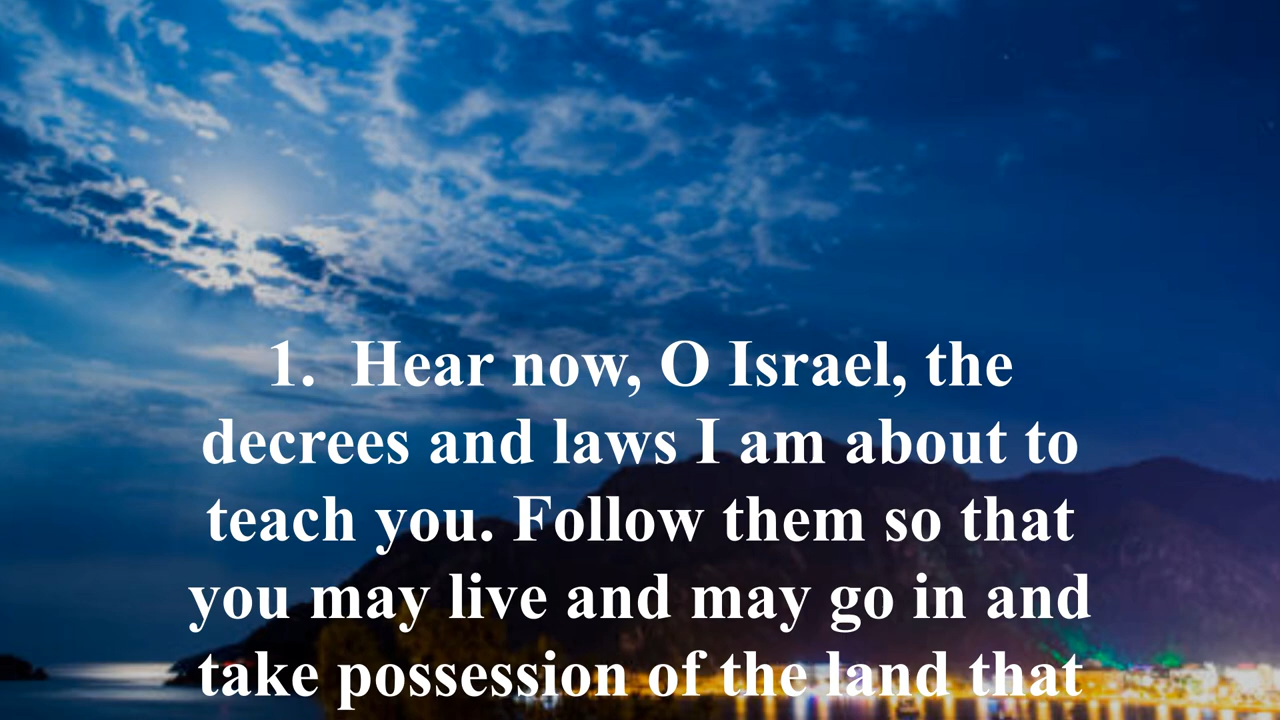 1. Hear now, O Israel, the
decrees and laws I am about to
teach you. Follow them so that
you may live and may go in and
take possession of the land that